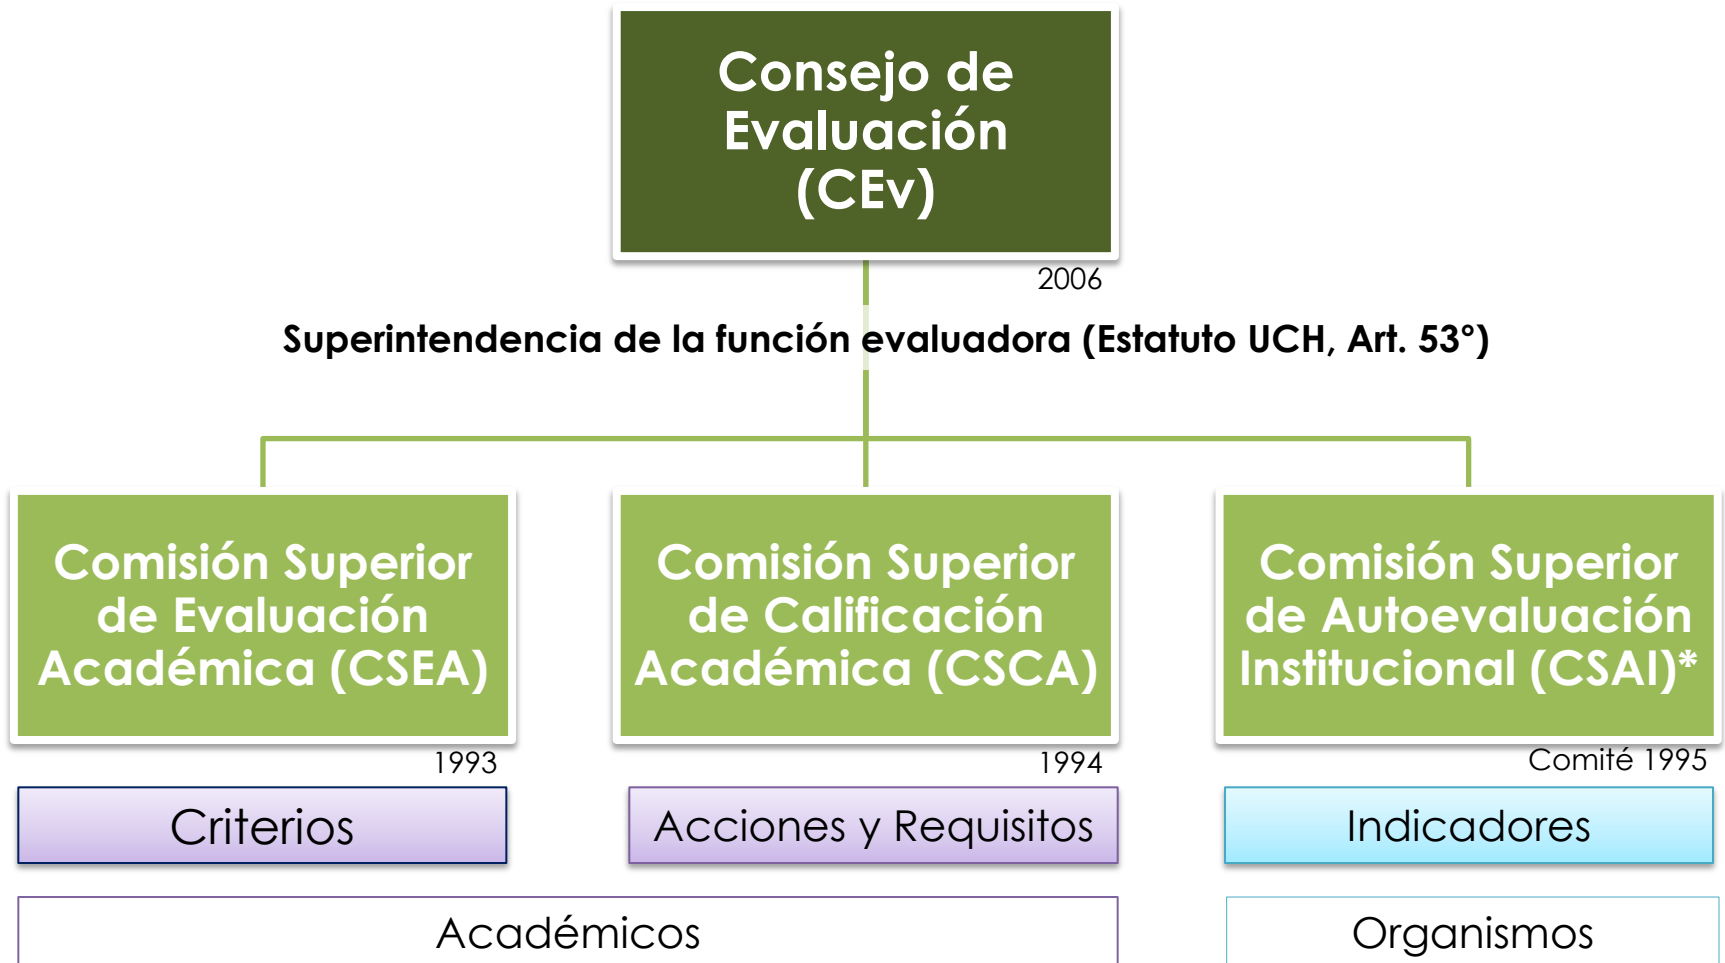 Consejo de
Evaluación
(CEv)
2006
Superintendencia de la función evaluadora (Estatuto UCH, Art. 53°)
Comisión Superior
de Evaluación
Académica (CSEA)
1993
Comisión Superior
de Calificación
Académica (CSCA)
1994
Comisión Superior
de Autoevaluación
Institucional (CSAI)*
Comité 1995
Criterios
Acciones y Requisitos
Indicadores
Académicos
Organismos